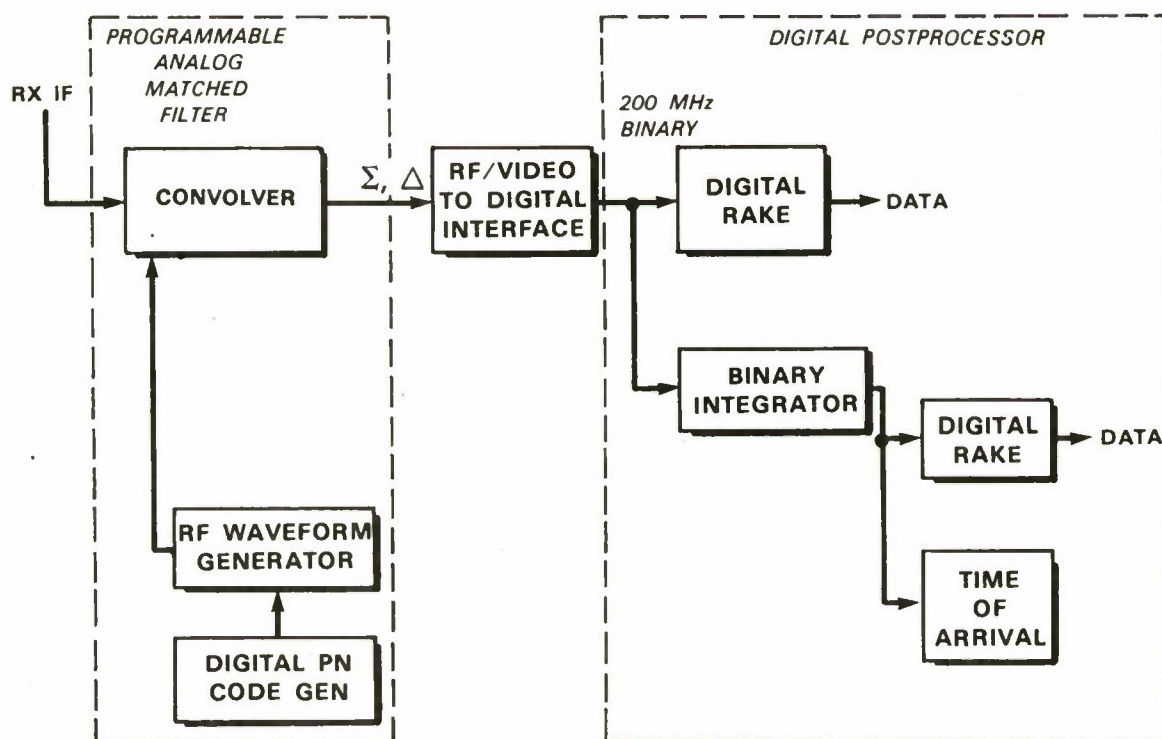 PROGRAMMABLE
ANALOG
MATCHED
FILTER
RX IF
CONVOLVER
Σ, Δ
RF/VIDEO
TO DIGITAL
INTERFACE
DIGITAL POSTPROCESSOR
200 MHz
BINARY
DIGITAL
RAKE
DATA
BINARY
INTEGRATOR
DIGITAL
RAKE
DATA
TIME
OF
ARRIVAL
RF WAVEFORM
GENERATOR
DIGITAL PN
CODE GEN